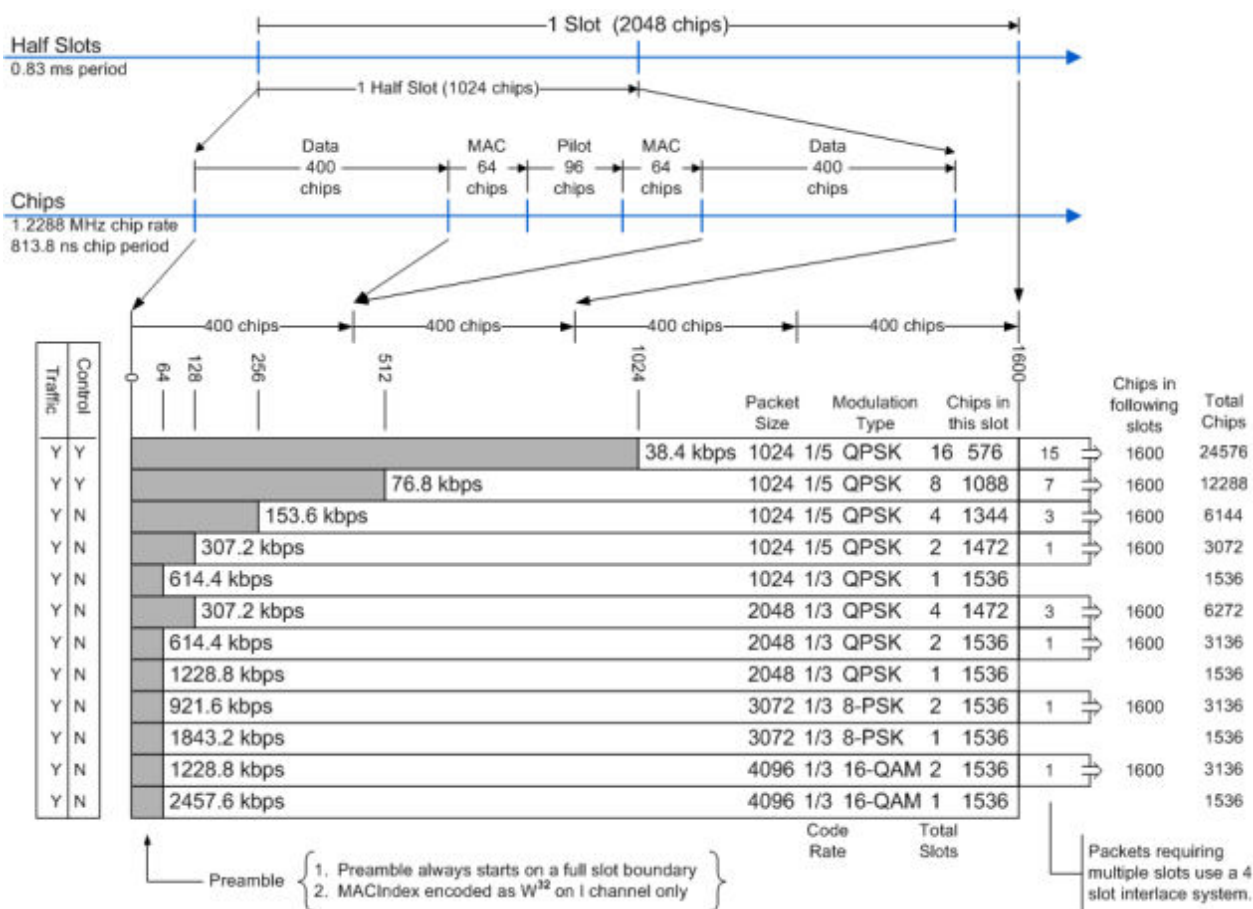 1 Slot (2048 chips)
Half Slots
0.83 ms period
1 Half Slot (1024 chips)
Data MAC Pilot MAC Data
400 64 96 64 400
chips chips chips chips chips
Chips
1.2288 MHz chip rate
813.8 ns chip period
400 chips 400 chips 400 chips 400 chips
Traffic Control 0 64 128 256 512 1024 1600
Packet Size Modulation Type Chips in this slot Chips in following slots Total Chips
Y Y 38.4 kbps 1024 1/5 QPSK 16 576 15 1600 24576
Y Y 76.8 kbps 1024 1/5 QPSK 8 1088 7 1600 12288
Y N 153.6 kbps 1024 1/5 QPSK 4 1344 3 1600 6144
Y N 307.2 kbps 1024 1/5 QPSK 2 1472 1 1600 3072
Y N 614.4 kbps 1024 1/3 QPSK 1 1536 1536
Y N 307.2 kbps 2048 1/3 QPSK 4 1472 3 1600 6272
Y N 614.4 kbps 2048 1/3 QPSK 2 1536 1 1600 3136
Y N 1228.8 kbps 2048 1/3 QPSK 1 1536 1536
Y N 921.6 kbps 3072 1/3 8-PSK 2 1536 1 1600 3136
Y N 1843.2 kbps 3072 1/3 8-PSK 1 1536 1536
Y N 1228.8 kbps 4096 1/3 16-QAM 2 1536 1 1600 3136
Y N 2457.6 kbps 4096 1/3 16-QAM 1 1536 1536
Code Rate Total Slots
Preamble
1. Preamble always starts on a full slot boundary
2. MACIndex encoded as W³² on I channel only
Packets requiring
multiple slots use a 4
slot interlace system.